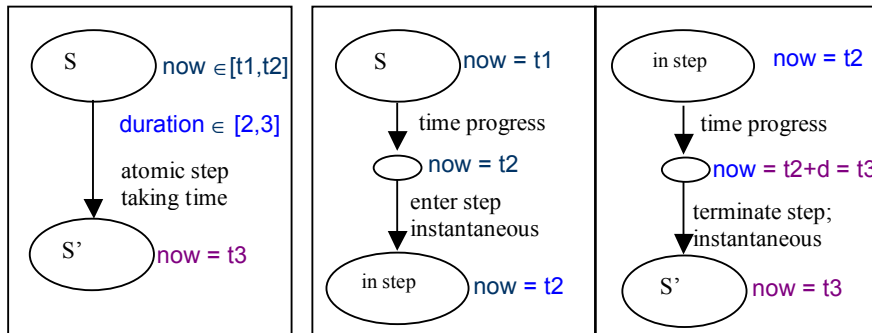 S
now ∈[t1,t2]
duration ∈ [2,3]
atomic step
taking time
S’
now = t3
S
now = t1
time progress
now = t2
enter step
instantaneous
in step
now = t2
in step
now = t2
time progress
now = t2+d = t3
terminate step;
instantaneous
S’
now = t3